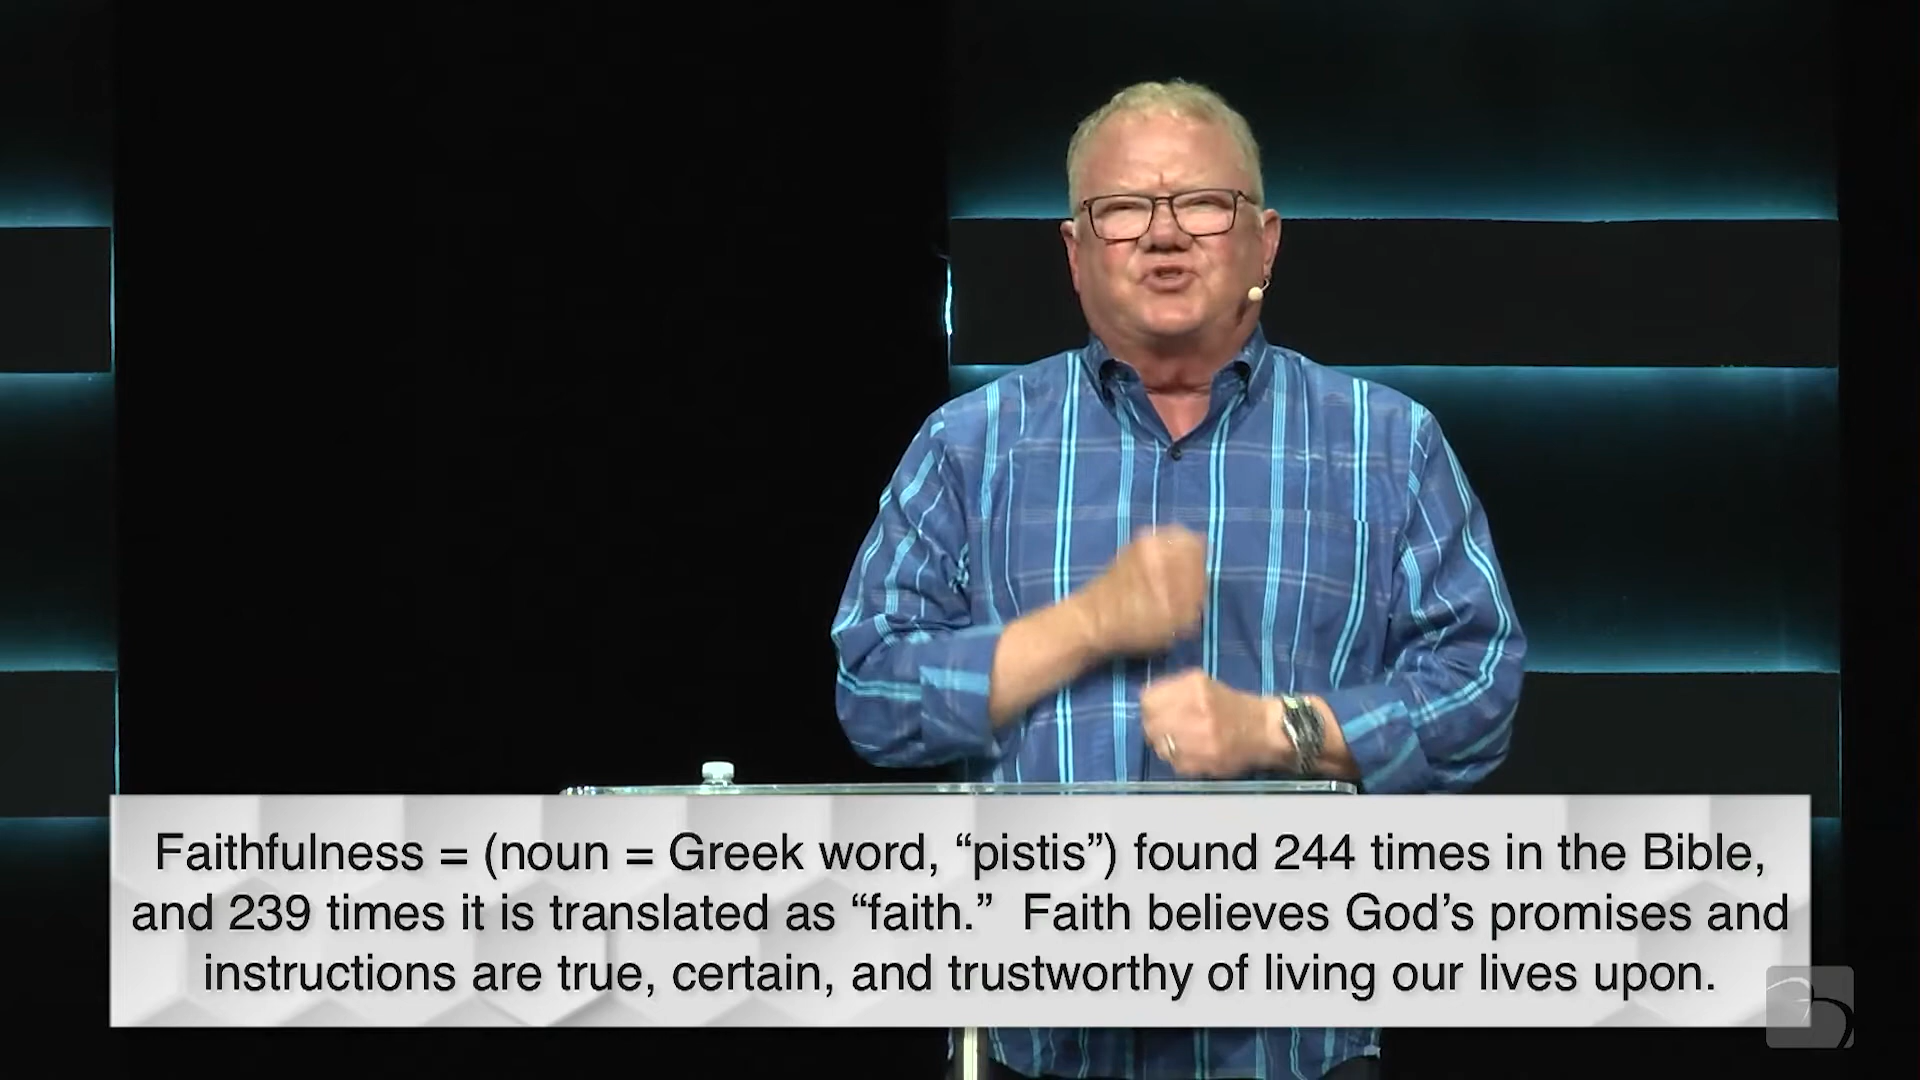 Faithfulness = (noun = Greek word, “pistis”) found 244 times in the Bible,
and 239 times it is translated as “faith.”  Faith believes God’s promises and
instructions are true, certain, and trustworthy of living our lives upon.